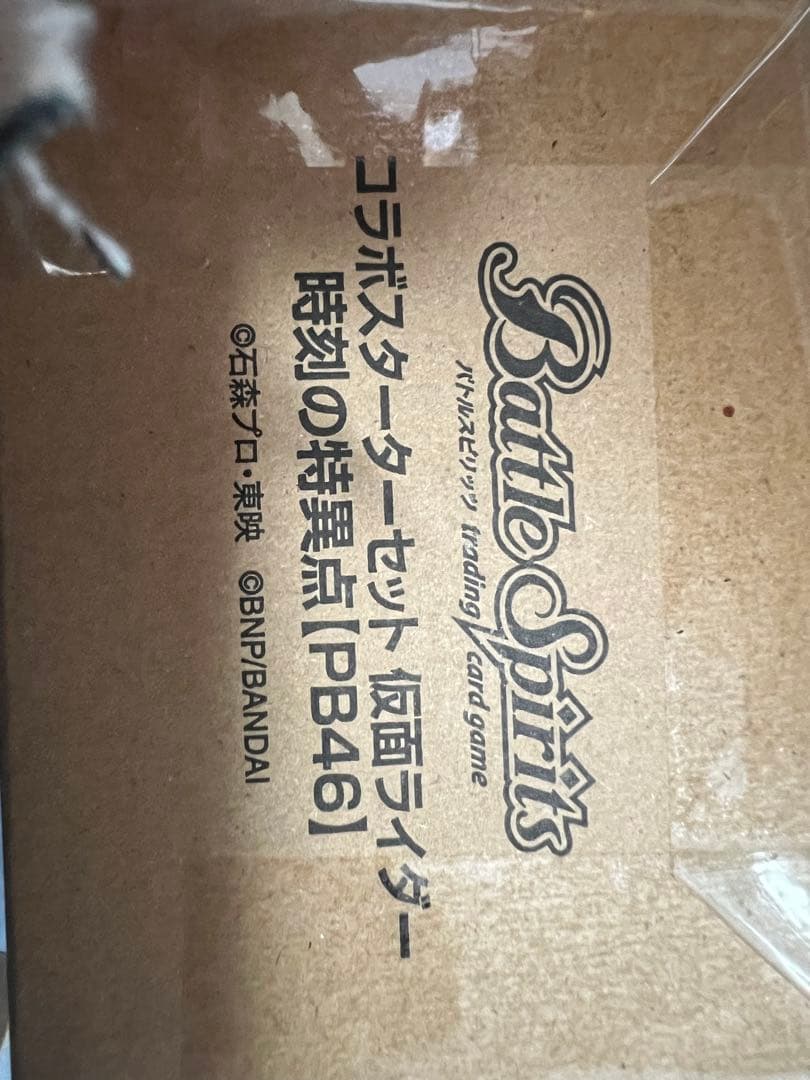 Battle Spirits
バトルスピリッツ trading card game
コラボスターターセット 仮面ライダー
時刻の特異点【PB46】
©石森プロ・東映 ©BNP/BANDAI